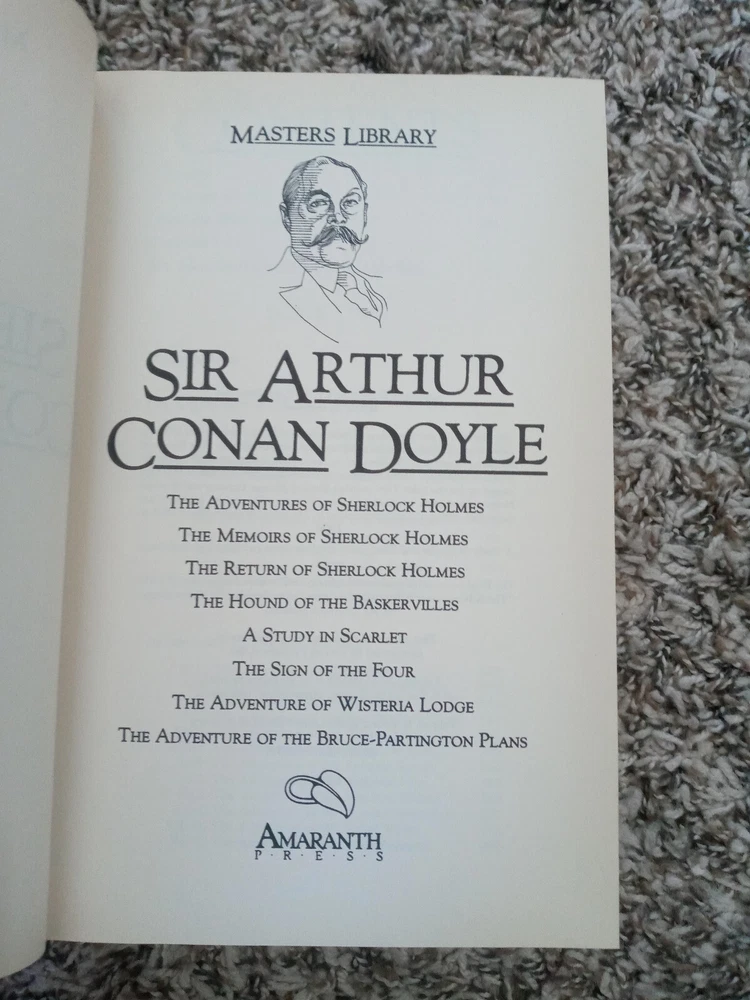 Masters Library
Sir Arthur
Conan Doyle
The Adventures of Sherlock Holmes
The Memoirs of Sherlock Holmes
The Return of Sherlock Holmes
The Hound of the Baskervilles
A Study in Scarlet
The Sign of the Four
The Adventure of Wisteria Lodge
The Adventure of the Bruce-Partington Plans
Amaranth
P·R·E·S·S